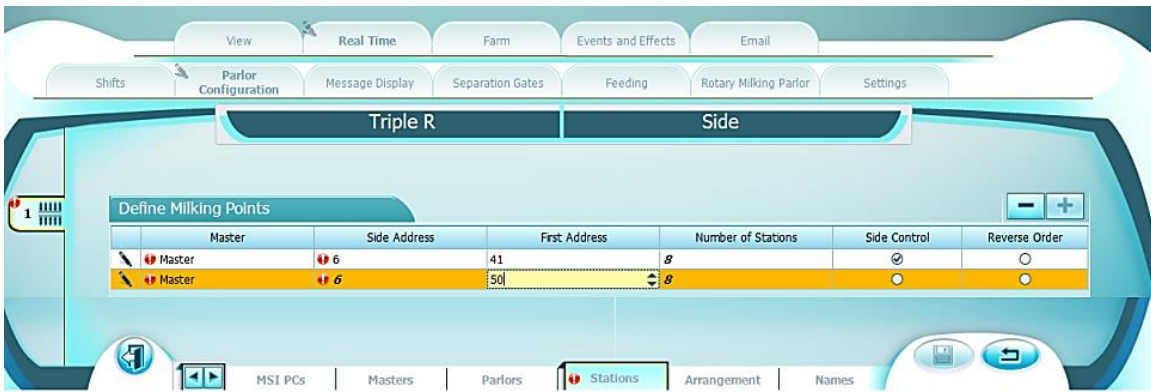 View Real Time Farm Events and Effects Email
Shifts Parlor Configuration Message Display Separation Gates Feeding Rotary Milking Parlor Settings
Triple R Side
1
Define Milking Points
Master Side Address First Address Number of Stations Side Control Reverse Order
Master 6 41 8
Master 6 50 8
MSI PCs Masters Parlors Stations Arrangement Names